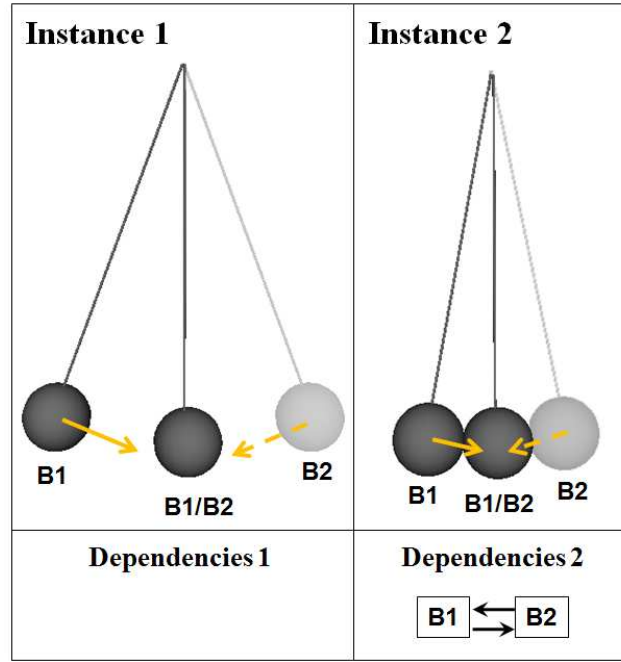 Instance 1
B1
B1/B2
B2
Instance 2
B1
B1/B2
B2
Dependencies 1
Dependencies 2
B1
B2